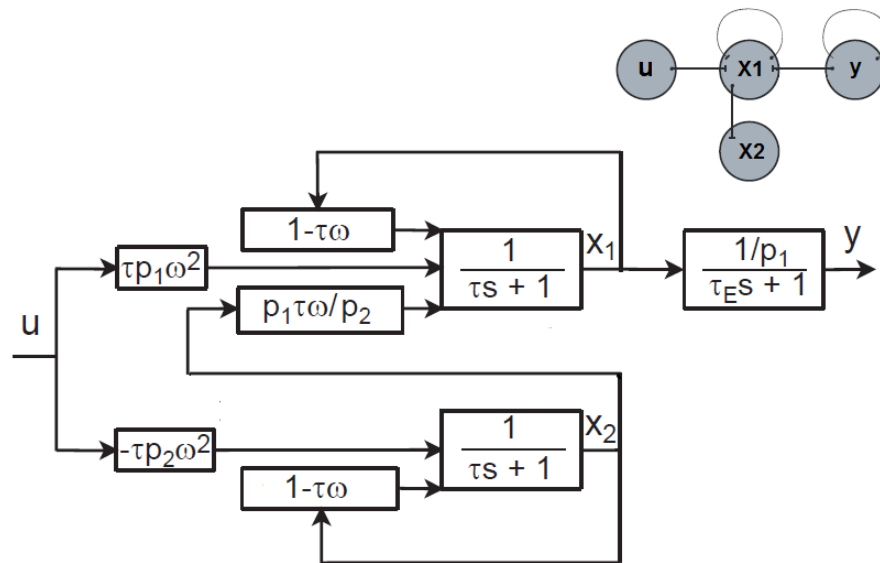 u X1 y
X2
1-τω
τp₁ω² 1 x₁ 1/p₁ y
τs + 1 τ_Es + 1
p₁τω/p₂
u
-τp₂ω² 1 x₂
τs + 1
1-τω